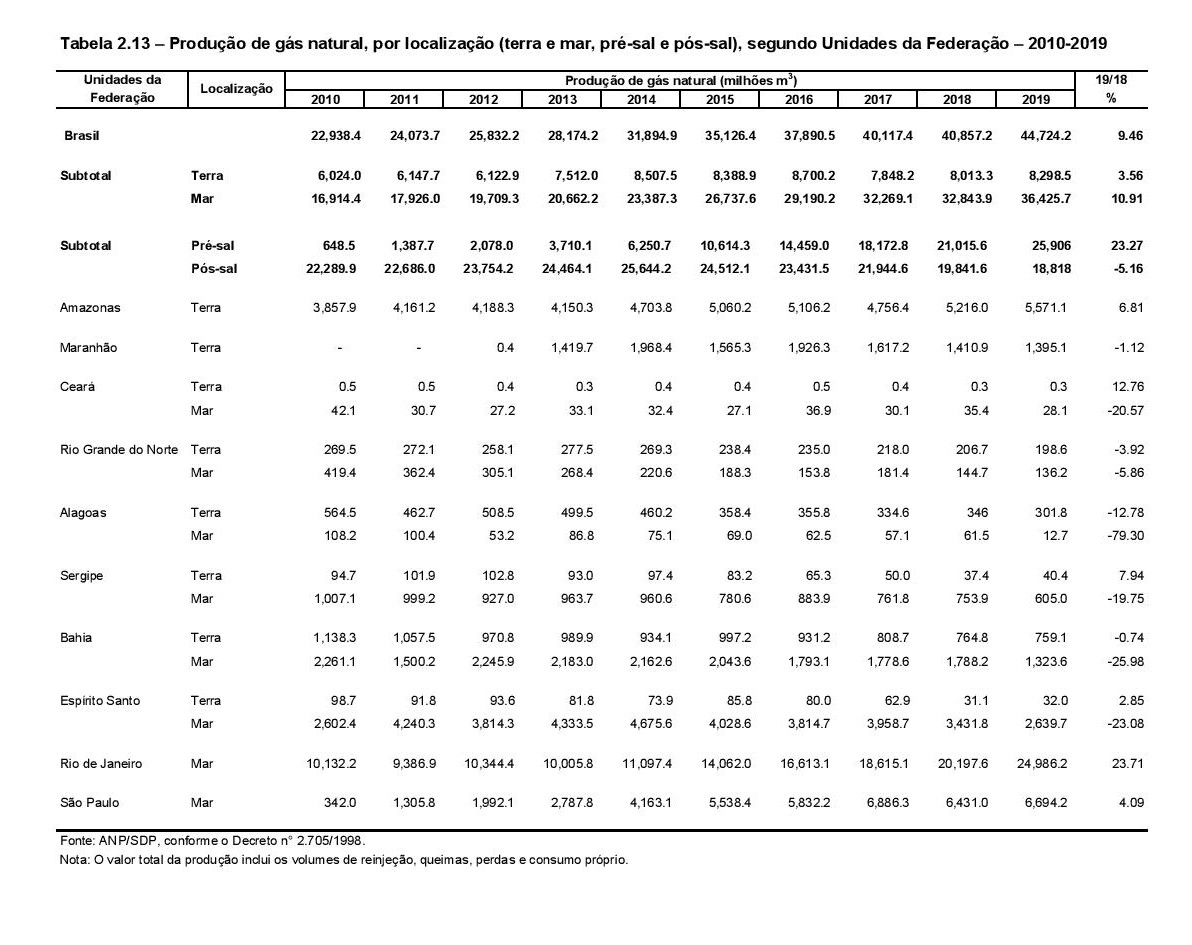 Tabela 2.13 – Produção de gás natural, por localização (terra e mar, pré-sal e pós-sal), segundo Unidades da Federação – 2010-2019
Unidades da Federação Localização Produção de gás natural (milhões m³) 19/18 %
2010 2011 2012 2013 2014 2015 2016 2017 2018 2019
Brasil 22,938.4 24,073.7 25,832.2 28,174.2 31,894.9 35,126.4 37,890.5 40,117.4 40,857.2 44,724.2 9.46
Subtotal Terra 6,024.0 6,147.7 6,122.9 7,512.0 8,507.5 8,388.9 8,700.2 7,848.2 8,013.3 8,298.5 3.56
Mar 16,914.4 17,926.0 19,709.3 20,662.2 23,387.3 26,737.6 29,190.2 32,269.1 32,843.9 36,425.7 10.91
Subtotal Pré-sal 648.5 1,387.7 2,078.0 3,710.1 6,250.7 10,614.3 14,459.0 18,172.8 21,015.6 25,906 23.27
Pós-sal 22,289.9 22,686.0 23,754.2 24,464.1 25,644.2 24,512.1 23,431.5 21,944.6 19,841.6 18,818 -5.16
Amazonas Terra 3,857.9 4,161.2 4,188.3 4,150.3 4,703.8 5,060.2 5,106.2 4,756.4 5,216.0 5,571.1 6.81
Maranhão Terra - - 0.4 1,419.7 1,968.4 1,565.3 1,926.3 1,617.2 1,410.9 1,395.1 -1.12
Ceará Terra 0.5 0.5 0.4 0.3 0.4 0.4 0.5 0.4 0.3 0.3 12.76
Mar 42.1 30.7 27.2 33.1 32.4 27.1 36.9 30.1 35.4 28.1 -20.57
Rio Grande do Norte Terra 269.5 272.1 258.1 277.5 269.3 238.4 235.0 218.0 206.7 198.6 -3.92
Mar 419.4 362.4 305.1 268.4 220.6 188.3 153.8 181.4 144.7 136.2 -5.86
Alagoas Terra 564.5 462.7 508.5 499.5 460.2 358.4 355.8 334.6 346 301.8 -12.78
Mar 108.2 100.4 53.2 86.8 75.1 69.0 62.5 57.1 61.5 12.7 -79.30
Sergipe Terra 94.7 101.9 102.8 93.0 97.4 83.2 65.3 50.0 37.4 40.4 7.94
Mar 1,007.1 999.2 927.0 963.7 960.6 780.6 883.9 761.8 753.9 605.0 -19.75
Bahia Terra 1,138.3 1,057.5 970.8 989.9 934.1 997.2 931.2 808.7 764.8 759.1 -0.74
Mar 2,261.1 1,500.2 2,245.9 2,183.0 2,162.6 2,043.6 1,793.1 1,778.6 1,788.2 1,323.6 -25.98
Espírito Santo Terra 98.7 91.8 93.6 81.8 73.9 85.8 80.0 62.9 31.1 32.0 2.85
Mar 2,602.4 4,240.3 3,814.3 4,333.5 4,675.6 4,028.6 3,814.7 3,958.7 3,431.8 2,639.7 -23.08
Rio de Janeiro Mar 10,132.2 9,386.9 10,344.4 10,005.8 11,097.4 14,062.0 16,613.1 18,615.1 20,197.6 24,986.2 23.71
São Paulo Mar 342.0 1,305.8 1,992.1 2,787.8 4,163.1 5,538.4 5,832.2 6,886.3 6,431.0 6,694.2 4.09
Fonte: ANP/SDP, conforme o Decreto n° 2.705/1998.
Nota: O valor total da produção inclui os volumes de reinjeção, queimas, perdas e consumo próprio.